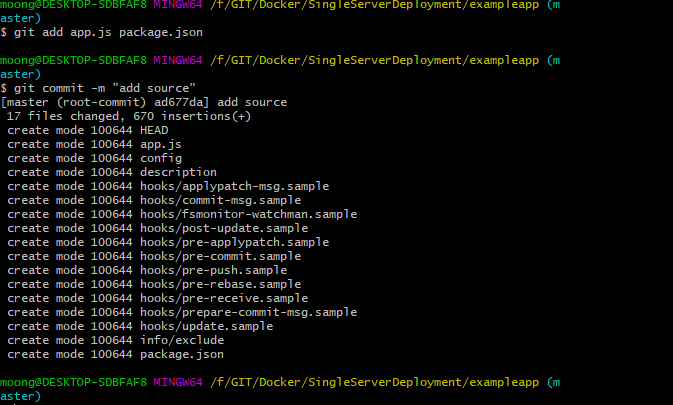 moong@DESKTOP-SDBFAF8 MINGW64 /f/GIT/Docker/SingleServerDeployment/exampleapp (m
aster)
$ git add app.js package.json
moong@DESKTOP-SDBFAF8 MINGW64 /f/GIT/Docker/SingleServerDeployment/exampleapp (m
aster)
$ git commit -m "add source"
[master (root-commit) ad677da] add source
 17 files changed, 670 insertions(+)
 create mode 100644 HEAD
 create mode 100644 app.js
 create mode 100644 config
 create mode 100644 description
 create mode 100644 hooks/applypatch-msg.sample
 create mode 100644 hooks/commit-msg.sample
 create mode 100644 hooks/fsmonitor-watchman.sample
 create mode 100644 hooks/post-update.sample
 create mode 100644 hooks/pre-applypatch.sample
 create mode 100644 hooks/pre-commit.sample
 create mode 100644 hooks/pre-push.sample
 create mode 100644 hooks/pre-rebase.sample
 create mode 100644 hooks/pre-receive.sample
 create mode 100644 hooks/prepare-commit-msg.sample
 create mode 100644 hooks/update.sample
 create mode 100644 info/exclude
 create mode 100644 package.json
moong@DESKTOP-SDBFAF8 MINGW64 /f/GIT/Docker/SingleServerDeployment/exampleapp (m
aster)